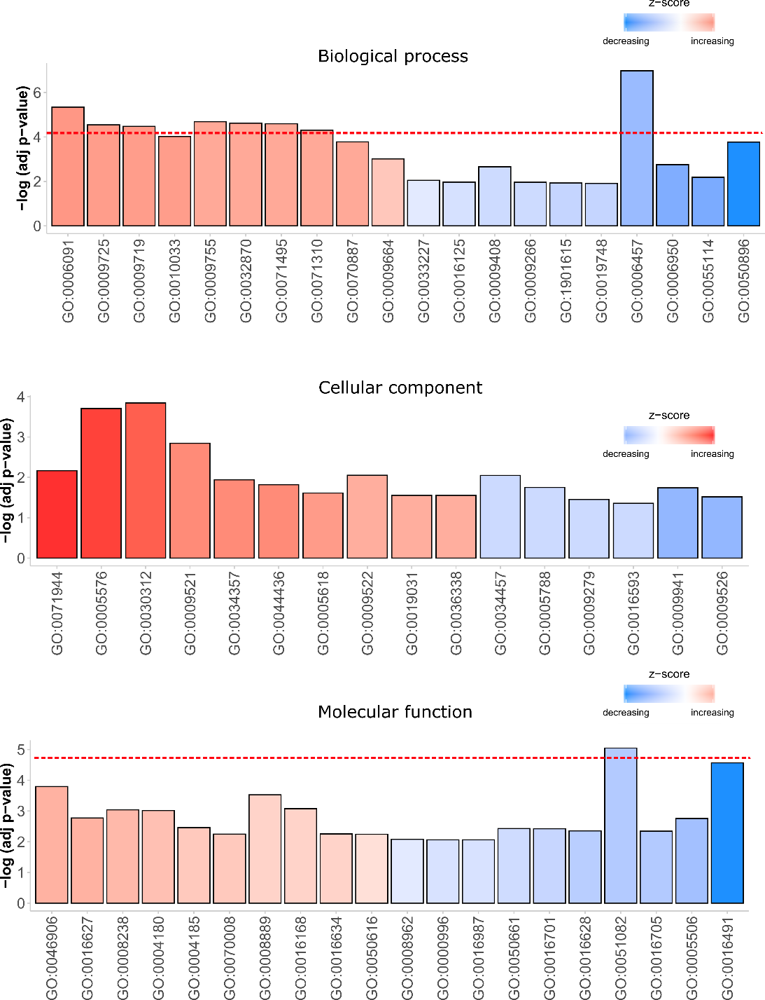 z−score
decreasing increasing
Biological process
−log (adj p−value)
6
4
2
0
GO:0006091
GO:0009725
GO:0009719
GO:0010033
GO:0009755
GO:0032870
GO:0071495
GO:0071310
GO:0070887
GO:0009664
GO:0033227
GO:0016125
GO:0009408
GO:0009266
GO:1901615
GO:0019748
GO:0006457
GO:0006950
GO:0055114
GO:0050896
Cellular component
z−score
decreasing increasing
−log (adj p−value)
4
3
2
1
0
GO:0071944
GO:0005576
GO:0030312
GO:0009521
GO:0034357
GO:0044436
GO:0005618
GO:0009522
GO:0019031
GO:0036338
GO:0034457
GO:0005788
GO:0009279
GO:0016593
GO:0009941
GO:0009526
z−score
decreasing increasing
Molecular function
−log (adj p−value)
5
4
3
2
1
0
GO:0046906
GO:0016627
GO:0008238
GO:0004180
GO:0004185
GO:0070008
GO:0008889
GO:0016168
GO:0016634
GO:0050616
GO:0008962
GO:0000996
GO:0016987
GO:0050661
GO:0016701
GO:0016628
GO:0051082
GO:0016705
GO:0005506
GO:0016491